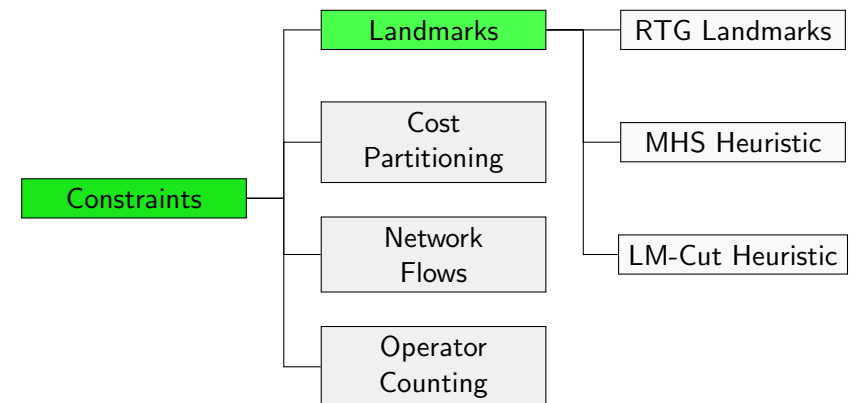 Constraints
Landmarks
Cost
Partitioning
Network
Flows
Operator
Counting
RTG Landmarks
MHS Heuristic
LM-Cut Heuristic